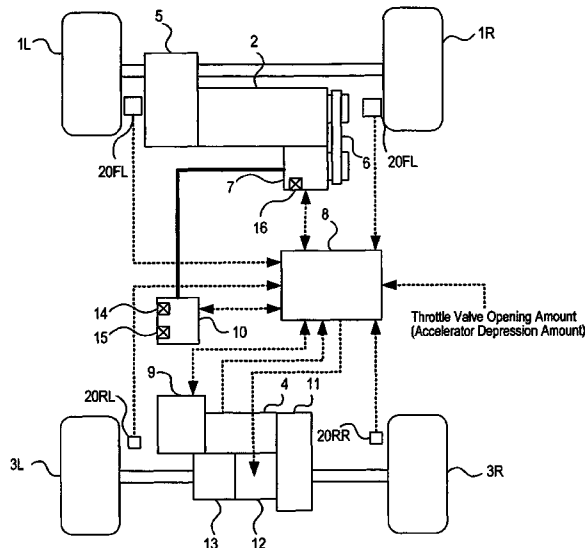 5
1L
1R
2
20FL
6
20FL
7
16
8
14
15
10
Throttle Valve Opening Amount
(Accelerator Depression Amount)
9
4
11
20RL
20RR
3L
3R
13
12